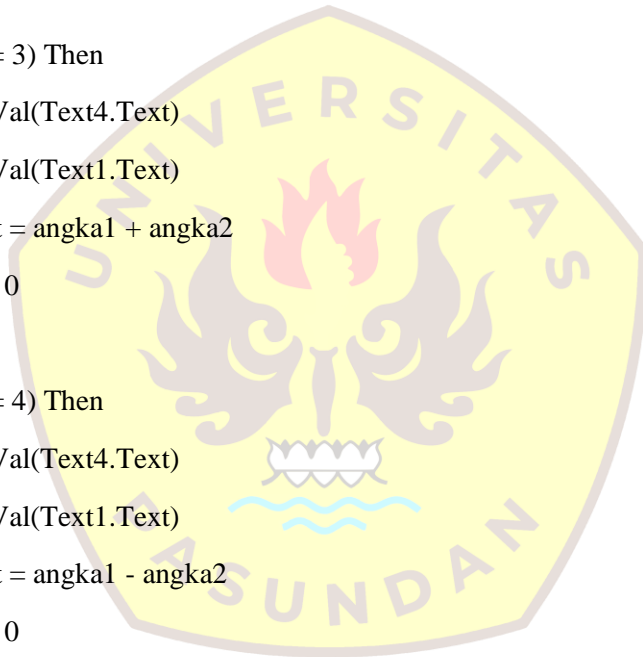 = 3) Then
Val(Text4.Text)
Val(Text1.Text)
t = angka1 + angka2
0
= 4) Then
Val(Text4.Text)
Val(Text1.Text)
t = angka1 - angka2
0
UNIVERSITAS
PASUNDAN